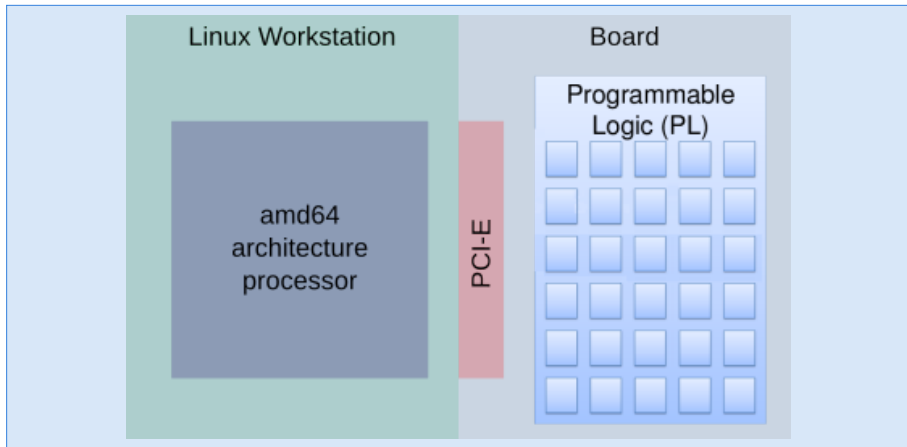 Linux Workstation
Board
Programmable
Logic (PL)
amd64
architecture
processor
PCI-E